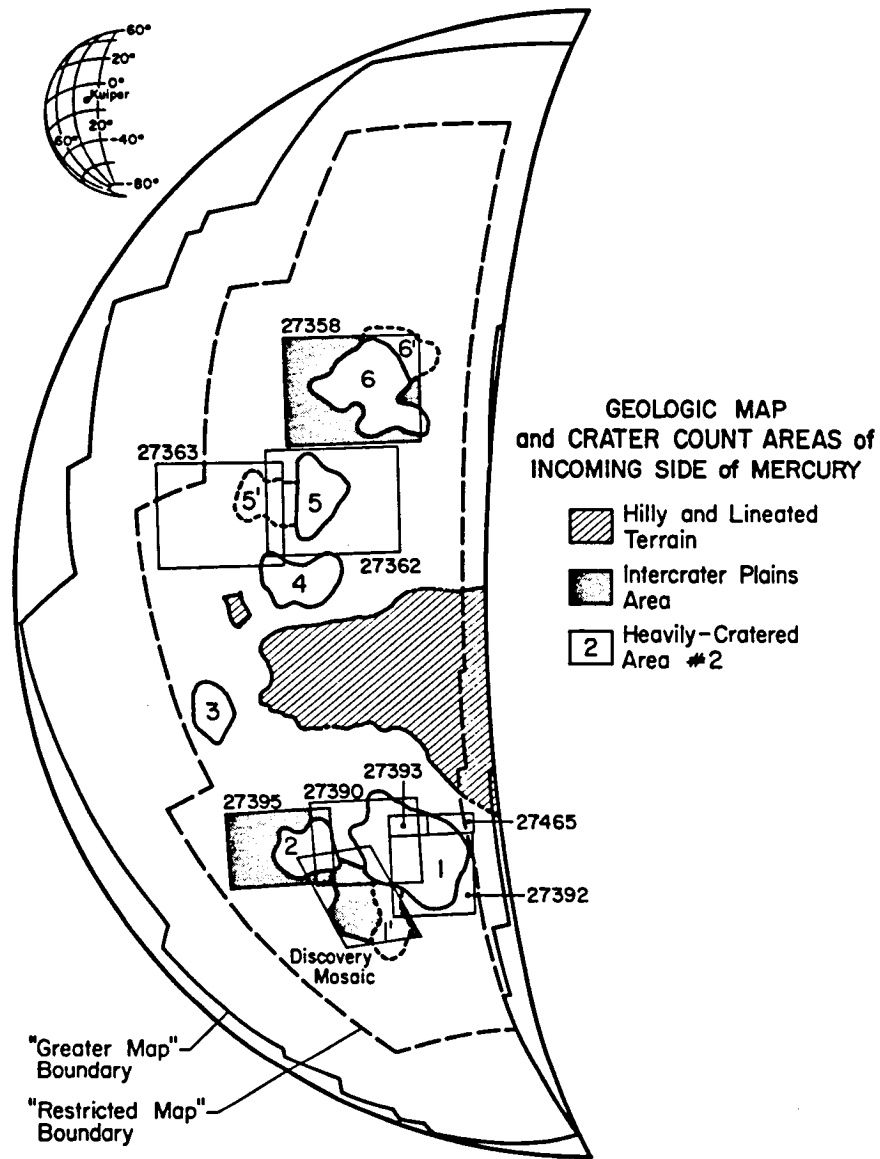 60°
20°
0°
Kuiper
20°
60°
-40°
-80°
27358
6'
6
GEOLOGIC MAP
and CRATER COUNT AREAS of
INCOMING SIDE of MERCURY
27363
5'
5
Hilly and Lineated
Terrain
27362
4
Intercrater Plains
Area
2
Heavily-Cratered
Area #2
3
27393
27390
27395
27465
2
1
27392
1'
Discovery
Mosaic
"Greater Map"
Boundary
"Restricted Map"
Boundary